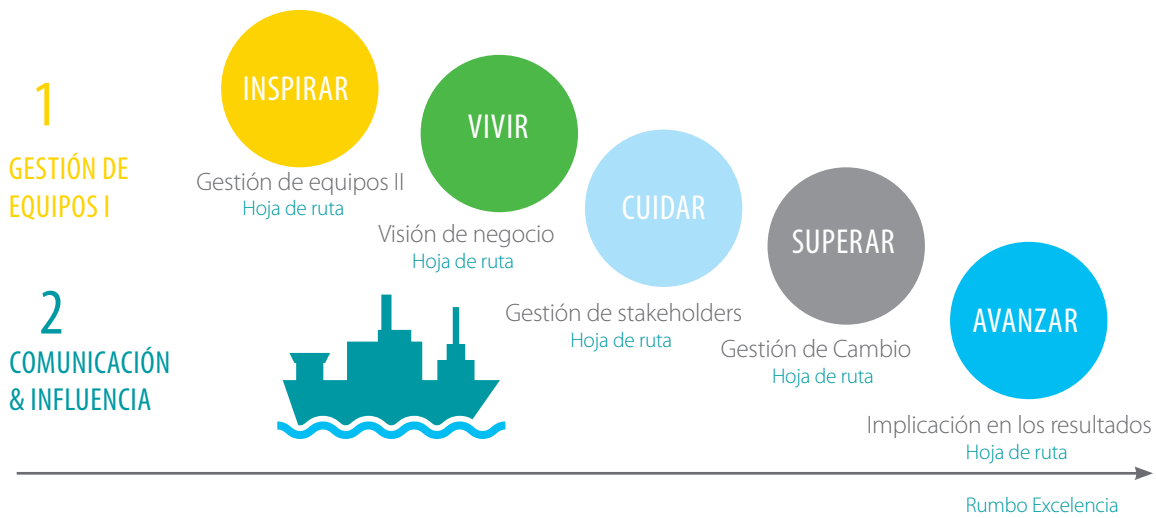 1
GESTIÓN DE
EQUIPOS I
2
COMUNICACIÓN
& INFLUENCIA
INSPIRAR
Gestión de equipos II
Hoja de ruta
VIVIR
Visión de negocio
Hoja de ruta
CUIDAR
Gestión de stakeholders
Hoja de ruta
SUPERAR
Gestión de Cambio
Hoja de ruta
AVANZAR
Implicación en los resultados
Hoja de ruta
Rumbo Excelencia